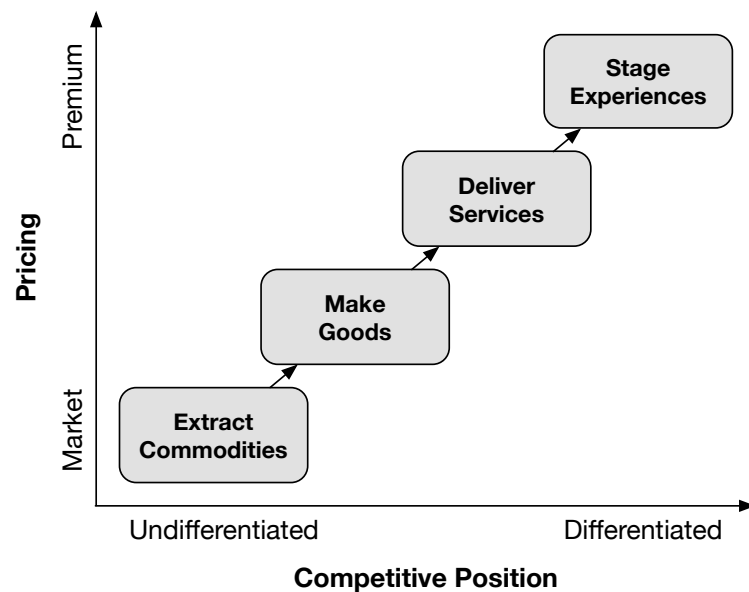 Premium
Pricing
Market
Stage
Experiences
Deliver
Services
Make
Goods
Extract
Commodities
Undifferentiated
Differentiated
Competitive Position